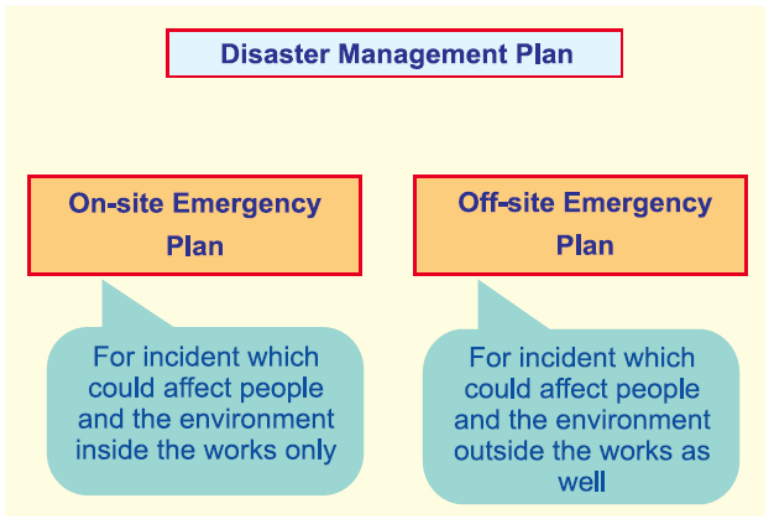 Disaster Management Plan
On-site Emergency
Plan
Off-site Emergency
Plan
For incident which
could affect people
and the environment
inside the works only
For incident which
could affect people
and the environment
outside the works as
well